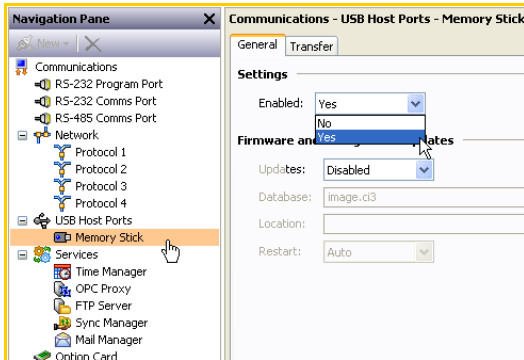 Navigation Pane X
New
Communications
RS-232 Program Port
RS-232 Comms Port
RS-485 Comms Port
Network
Protocol 1
Protocol 2
Protocol 3
Protocol 4
USB Host Ports
Memory Stick
Services
Time Manager
OPC Proxy
FTP Server
Sync Manager
Mail Manager
Option Card
Communications - USB Host Ports - Memory Stick
General Transfer
Settings
Enabled: Yes
No
Yes
Firmware and
Updates: Disabled
Database: image.ci3
Location:
Restart: Auto